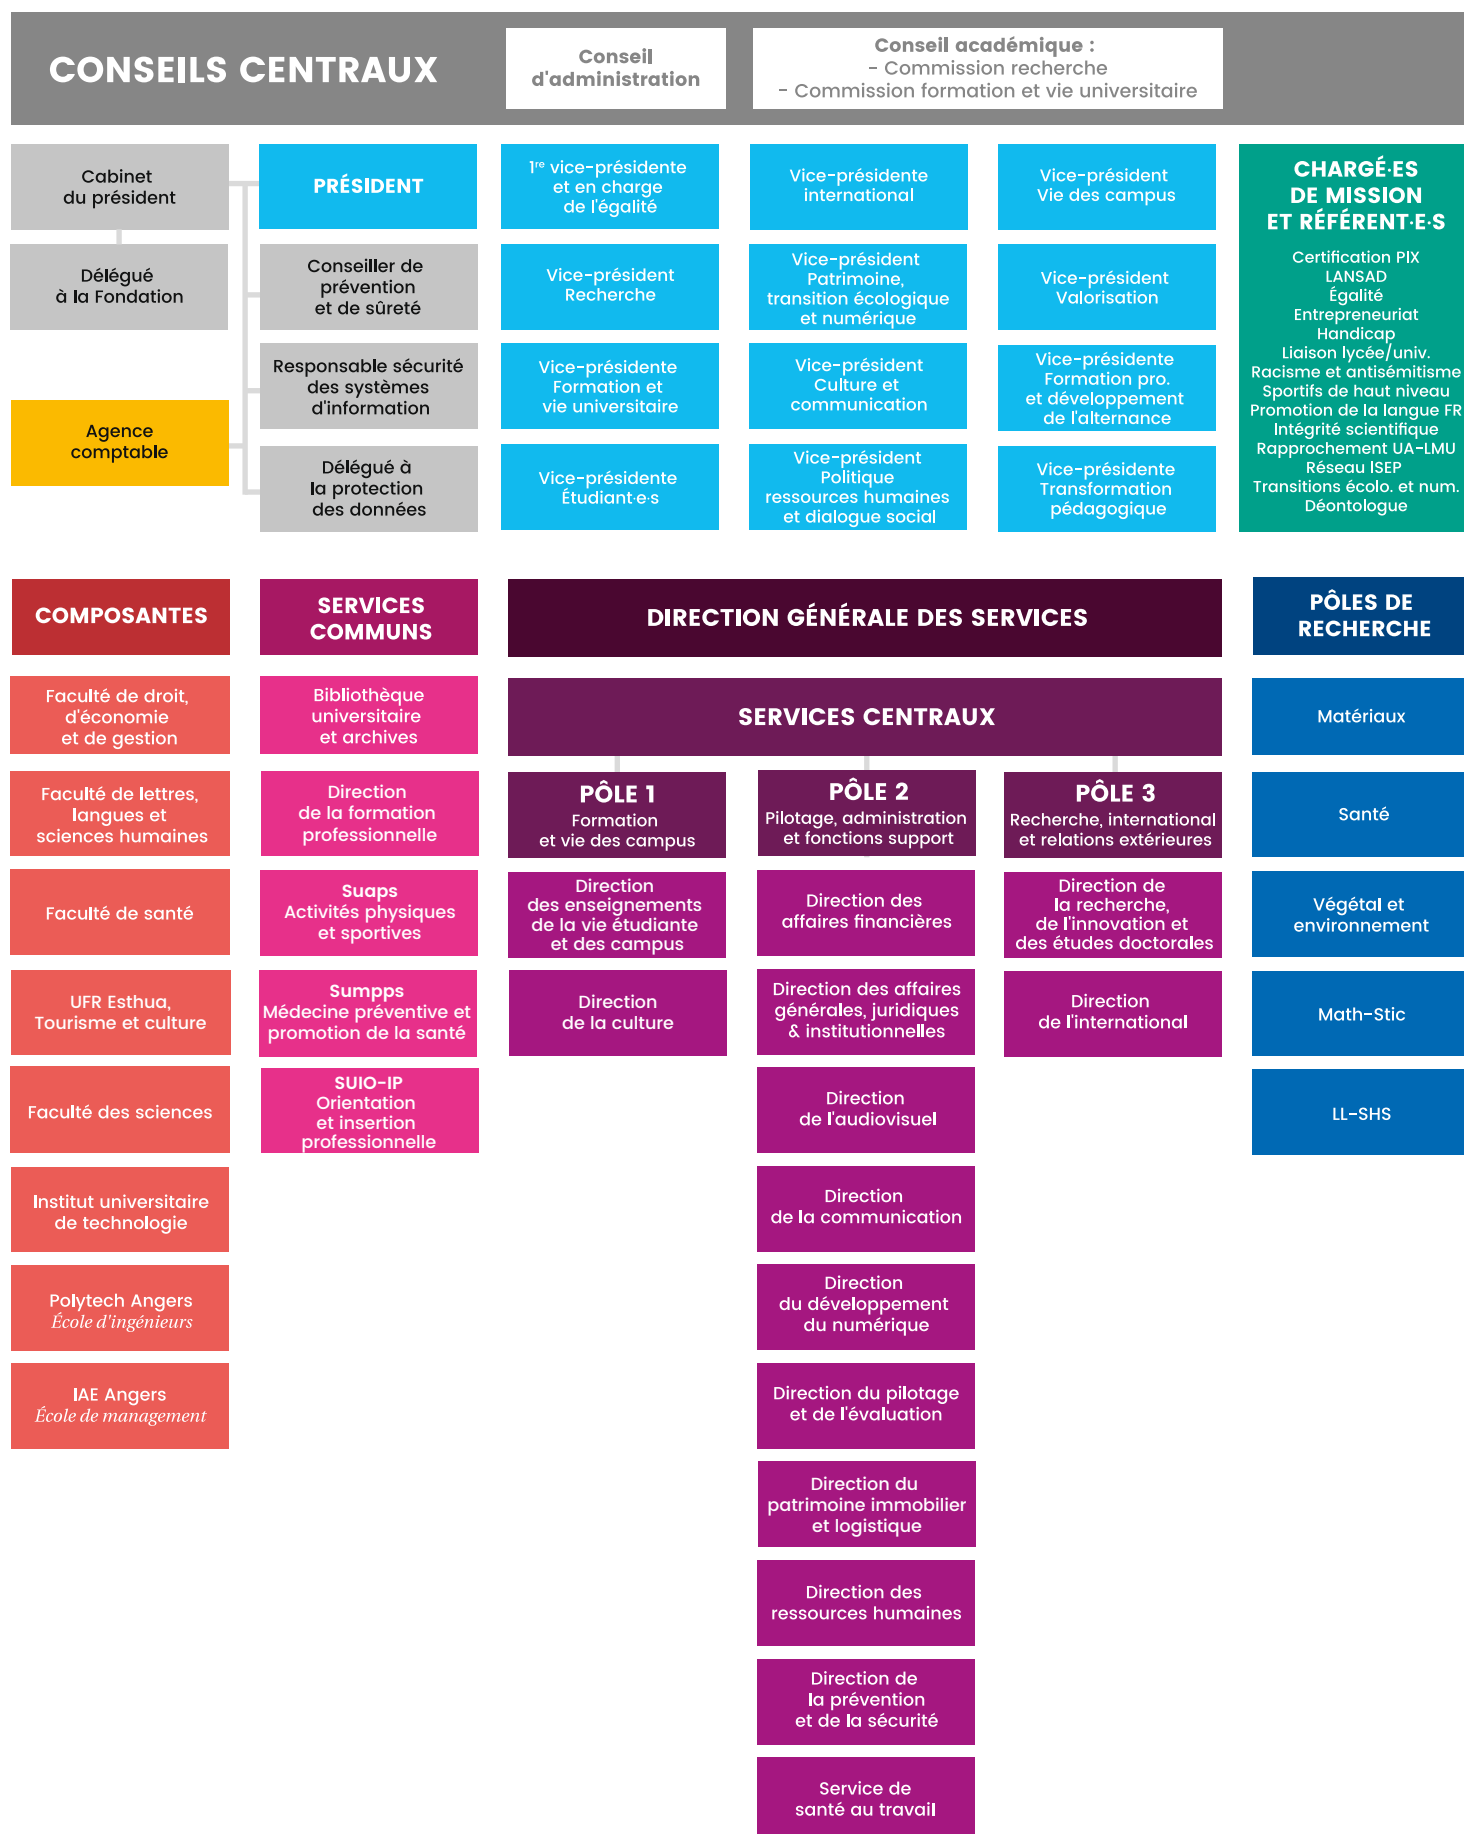 CONSEILS CENTRAUX
Conseil
d'administration
Conseil académique :
- Commission recherche
- Commission formation et vie universitaire
Cabinet
du président
PRÉSIDENT
1re vice-présidente
et en charge
de l'égalité
Vice-présidente
international
Vice-président
Vie des campus
Délégué
à la Fondation
Conseiller de
prévention
et de sûreté
Vice-président
Recherche
Vice-président
Patrimoine,
transition écologique
et numérique
Vice-président
Valorisation
Responsable sécurité
des systèmes
d'information
Vice-présidente
Formation et
vie universitaire
Vice-président
Culture et
communication
Vice-présidente
Formation pro.
et développement
de l'alternance
Agence
comptable
Délégué à
la protection
des données
Vice-présidente
Étudiant·e·s
Vice-président
Politique
ressources humaines
et dialogue social
Vice-présidente
Transformation
pédagogique
CHARGÉ·ES
DE MISSION
ET RÉFÉRENT·E·S
Certification PIX
LANSAD
Égalité
Entrepreneuriat
Handicap
Liaison lycée/univ.
Racisme et antisémitisme
Sportifs de haut niveau
Promotion de la langue FR
Intégrité scientifique
Rapprochement UA-LMU
Réseau ISEP
Transitions écolo. et num.
Déontologue
COMPOSANTES
Faculté de droit,
d'économie
et de gestion
Faculté de lettres,
langues et
sciences humaines
Faculté de santé
UFR Esthua,
Tourisme et culture
Faculté des sciences
Institut universitaire
de technologie
Polytech Angers
École d'ingénieurs
IAE Angers
École de management
SERVICES
COMMUNS
Bibliothèque
universitaire
et archives
Direction
de la formation
professionnelle
Suaps
Activités physiques
et sportives
Sumpps
Médecine préventive et
promotion de la santé
SUIO-IP
Orientation
et insertion
professionnelle
DIRECTION GÉNÉRALE DES SERVICES
SERVICES CENTRAUX
PÔLE 1
Formation
et vie des campus
Direction
des enseignements
de la vie étudiante
et des campus
Direction
de la culture
PÔLE 2
Pilotage, administration
et fonctions support
Direction des
affaires financières
Direction des affaires
générales, juridiques
& institutionnelles
Direction
de l'audiovisuel
Direction
de la communication
Direction
du développement
du numérique
Direction du pilotage
et de l'évaluation
Direction du
patrimoine immobilier
et logistique
Direction des
ressources humaines
Direction de
la prévention
et de la sécurité
Service de
santé au travail
PÔLE 3
Recherche, international
et relations extérieures
Direction de
la recherche,
de l'innovation et
des études doctorales
Direction
de l'international
PÔLES DE
RECHERCHE
Matériaux
Santé
Végétal et
environnement
Math-Stic
LL-SHS